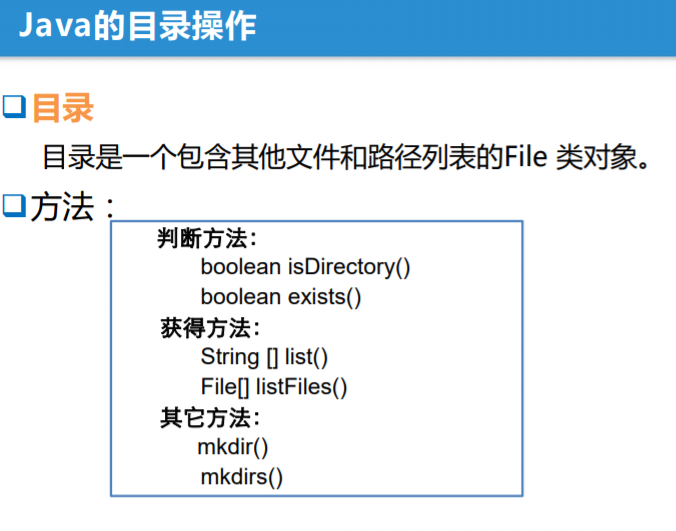 Java的目录操作
目录
目录是一个包含其他文件和路径列表的File 类对象。
方法：
判断方法：
boolean isDirectory()
boolean exists()
获得方法：
String [] list()
File[] listFiles()
其它方法：
mkdir()
mkdirs()